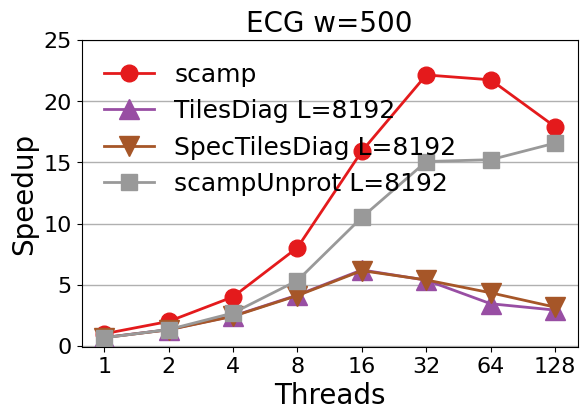 ECG w=500
25
20
15
10
5
0
Speedup
scamp
TilesDiag L=8192
SpecTilesDiag L=8192
scampUnprot L=8192
1 2 4 8 16 32 64 128
Threads